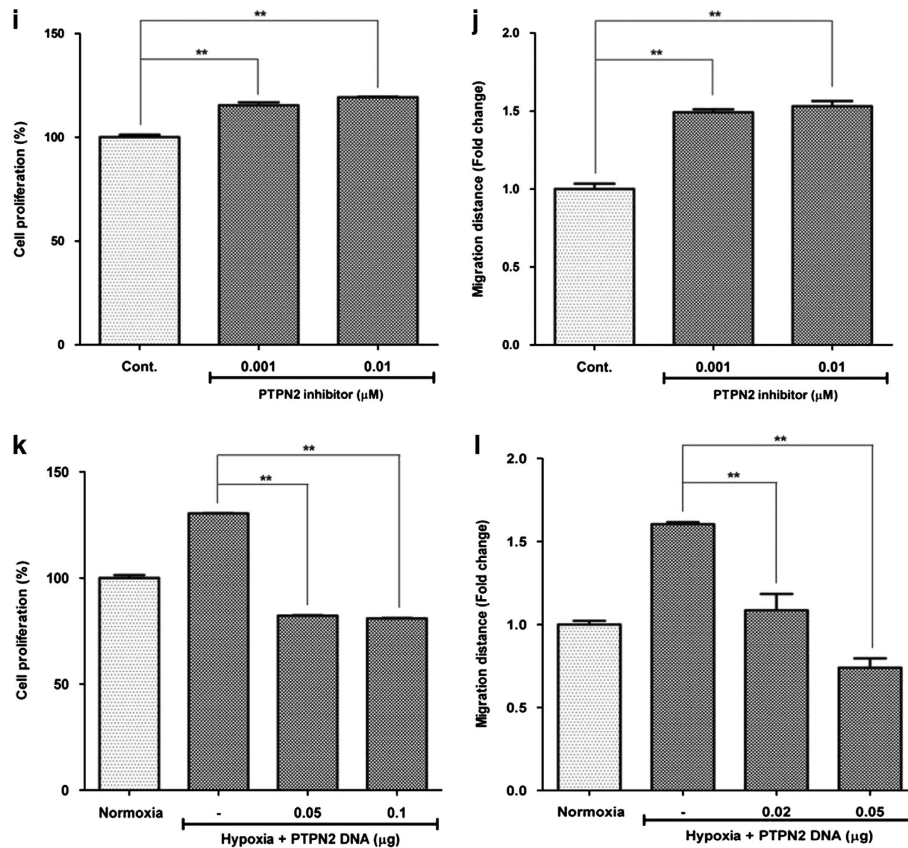 i
Cell proliferation (%)
150
100
50
0
**
**
Cont.
0.001
0.01
PTPN2 inhibitor (μM)
j
Migration distance (Fold change)
2.0
1.5
1.0
0.5
0.0
**
**
Cont.
0.001
0.01
PTPN2 inhibitor (μM)
k
Cell proliferation (%)
150
100
50
0
**
**
Normoxia
-
0.05
0.1
Hypoxia + PTPN2 DNA (μg)
l
Migration distance (Fold change)
2.0
1.5
1.0
0.5
0.0
**
**
Normoxia
-
0.02
0.05
Hypoxia + PTPN2 DNA (μg)